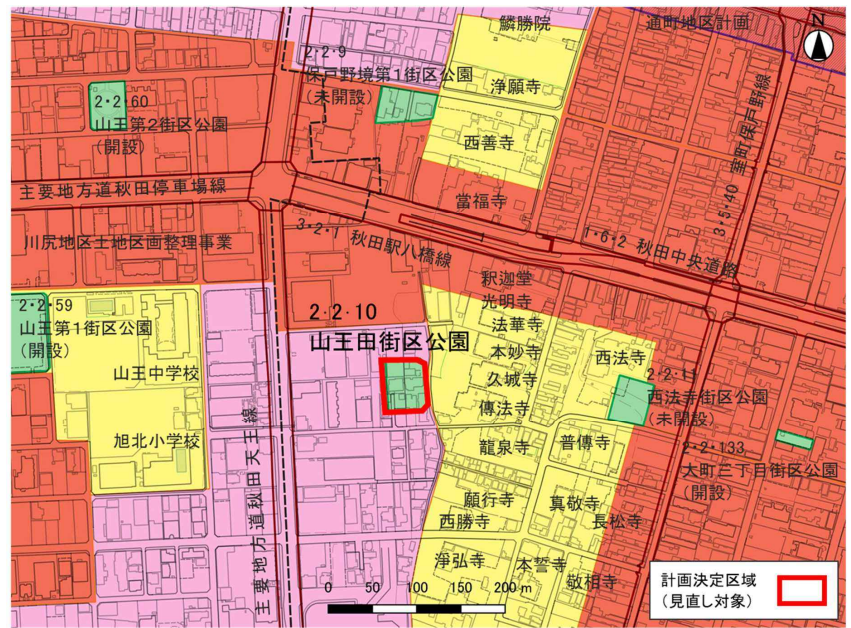 鱗勝院
通町地区計画
N
2・2・9
保戸野境第1街区公園
(未開設)
浄願寺
2・2・60
山王第2街区公園
(開設)
西善寺
3・5・40 川尻町保戸野線
主要地方道秋田停車場線
當福寺
3・2・1 秋田駅八橋線
1・6・2 秋田中央道路
川尻地区土地区画整理事業
釈迦堂
光明寺
2・2・59
山王第1街区公園
(開設)
2・2・10
山王田街区公園
法華寺
本妙寺
西法寺
久城寺
2・2・11
西法寺街区公園
(未開設)
山王中学校
傳法寺
旭北小学校
龍泉寺
普傳寺
2・2・133
大町三丁目街区公園
(開設)
主要地方道秋田天王線
願行寺
西勝寺
真敬寺
長松寺
浄弘寺
本誓寺
敬相寺
0 50 100 150 200 m
計画決定区域
(見直し対象)